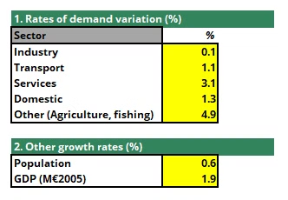 1. Rates of demand variation (%)
Sector %
Industry 0.1
Transport 1.1
Services 3.1
Domestic 1.3
Other (Agriculture, fishing) 4.9
2. Other growth rates (%)
Population 0.6
GDP (M€2005) 1.9